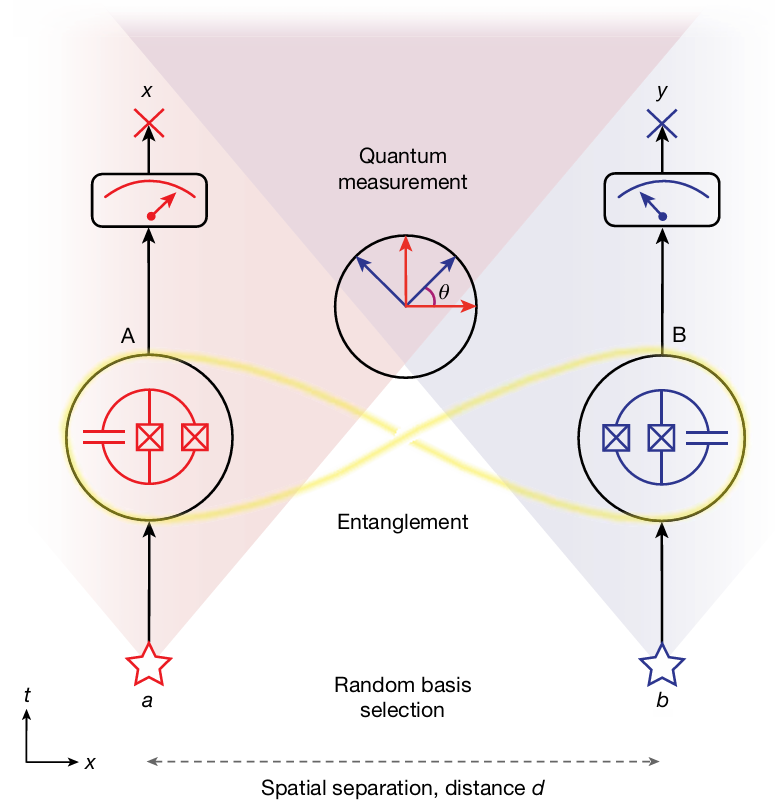 x
y
Quantum
measurement
θ
A
B
Entanglement
Random basis
selection
a
b
t
x
Spatial separation, distance d